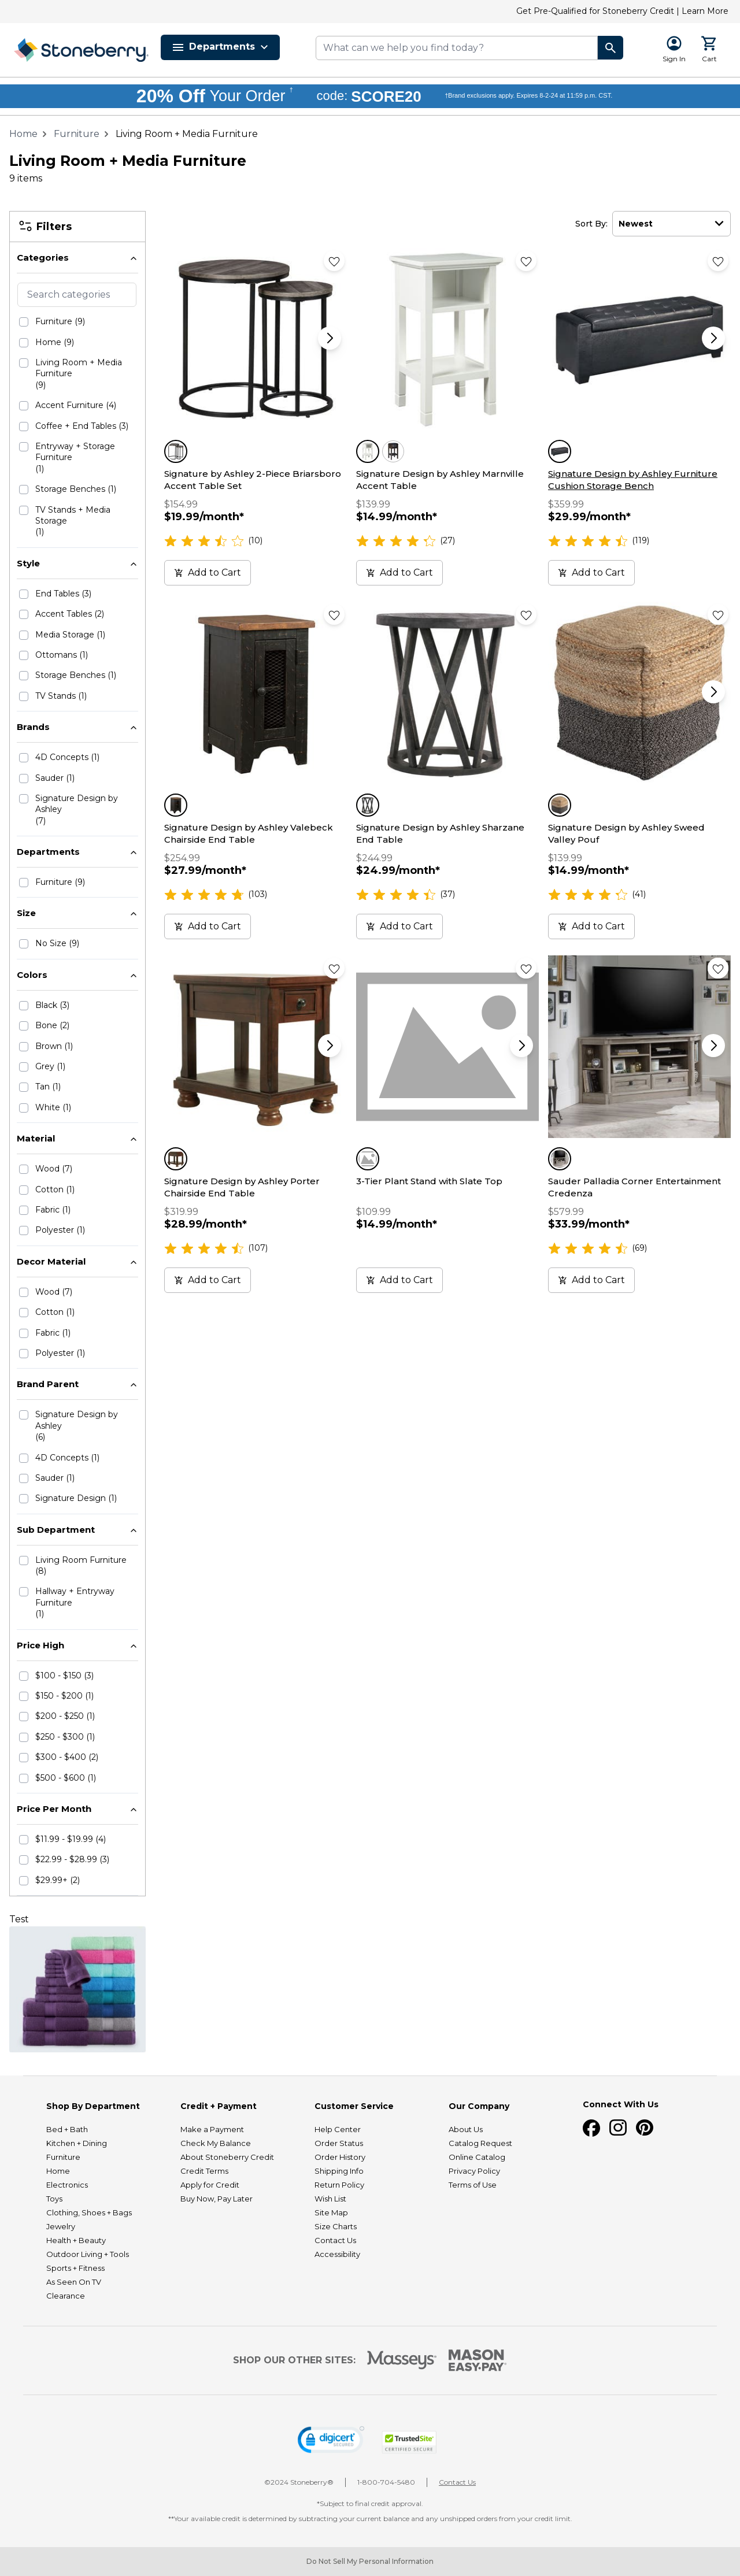 Get Pre-Qualified for Stoneberry Credit | Learn More
Stoneberry.
Departments
What can we help you find today?
Sign In
Cart
20% Off Your Order † code: SCORE20 †Brand exclusions apply. Expires 8-2-24 at 11:59 p.m. CST.
Home > Furniture > Living Room + Media Furniture
Living Room + Media Furniture
9 items
Filters
Categories
Search categories
Furniture (9)
Home (9)
Living Room + Media
Furniture
(9)
Accent Furniture (4)
Coffee + End Tables (3)
Entryway + Storage
Furniture
(1)
Storage Benches (1)
TV Stands + Media
Storage
(1)
Style
End Tables (3)
Accent Tables (2)
Media Storage (1)
Ottomans (1)
Storage Benches (1)
TV Stands (1)
Brands
4D Concepts (1)
Sauder (1)
Signature Design by
Ashley
(7)
Departments
Furniture (9)
Size
No Size (9)
Colors
Black (3)
Bone (2)
Brown (1)
Grey (1)
Tan (1)
White (1)
Material
Wood (7)
Cotton (1)
Fabric (1)
Polyester (1)
Decor Material
Wood (7)
Cotton (1)
Fabric (1)
Polyester (1)
Brand Parent
Signature Design by
Ashley
(6)
4D Concepts (1)
Sauder (1)
Signature Design (1)
Sub Department
Living Room Furniture
(8)
Hallway + Entryway
Furniture
(1)
Price High
$100 - $150 (3)
$150 - $200 (1)
$200 - $250 (1)
$250 - $300 (1)
$300 - $400 (2)
$500 - $600 (1)
Price Per Month
$11.99 - $19.99 (4)
$22.99 - $28.99 (3)
$29.99+ (2)
Test
Sort By: Newest
Signature by Ashley 2-Piece Briarsboro
Accent Table Set
$154.99
$19.99/month*
(10)
Add to Cart
Signature Design by Ashley Marnville
Accent Table
$139.99
$14.99/month*
(27)
Add to Cart
Signature Design by Ashley Furniture
Cushion Storage Bench
$359.99
$29.99/month*
(119)
Add to Cart
Signature Design by Ashley Valebeck
Chairside End Table
$254.99
$27.99/month*
(103)
Add to Cart
Signature Design by Ashley Sharzane
End Table
$244.99
$24.99/month*
(37)
Add to Cart
Signature Design by Ashley Sweed
Valley Pouf
$139.99
$14.99/month*
(41)
Add to Cart
Signature Design by Ashley Porter
Chairside End Table
$319.99
$28.99/month*
(107)
Add to Cart
3-Tier Plant Stand with Slate Top
$109.99
$14.99/month*
Add to Cart
Sauder Palladia Corner Entertainment
Credenza
$579.99
$33.99/month*
(69)
Add to Cart
Shop By Department
Bed + Bath
Kitchen + Dining
Furniture
Home
Electronics
Toys
Clothing, Shoes + Bags
Jewelry
Health + Beauty
Outdoor Living + Tools
Sports + Fitness
As Seen On TV
Clearance
Credit + Payment
Make a Payment
Check My Balance
About Stoneberry Credit
Credit Terms
Apply for Credit
Buy Now, Pay Later
Customer Service
Help Center
Order Status
Order History
Shipping Info
Return Policy
Wish List
Site Map
Size Charts
Contact Us
Accessibility
Our Company
About Us
Catalog Request
Online Catalog
Privacy Policy
Terms of Use
Connect With Us
SHOP OUR OTHER SITES:
Masseys®
MASON
EASY•PAY®
digicert
SECURED
TrustedSite
CERTIFIED SECURE
©2024 Stoneberry® | 1-800-704-5480 | Contact Us
*Subject to final credit approval.
**Your available credit is determined by subtracting your current balance and any unshipped orders from your credit limit.
Do Not Sell My Personal Information